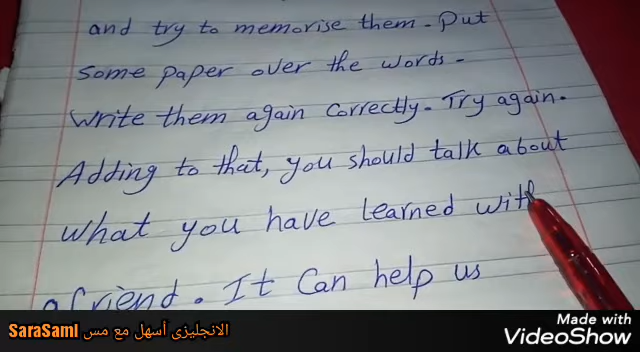 and try to memorise them. Put
some paper over the words.
Write them again correctly. Try again.
Adding to that, you should talk about
what you have learned with
a friend. It Can help us
SaraSamI الانجليزى أسهل مع مس
Made with
VideoShow